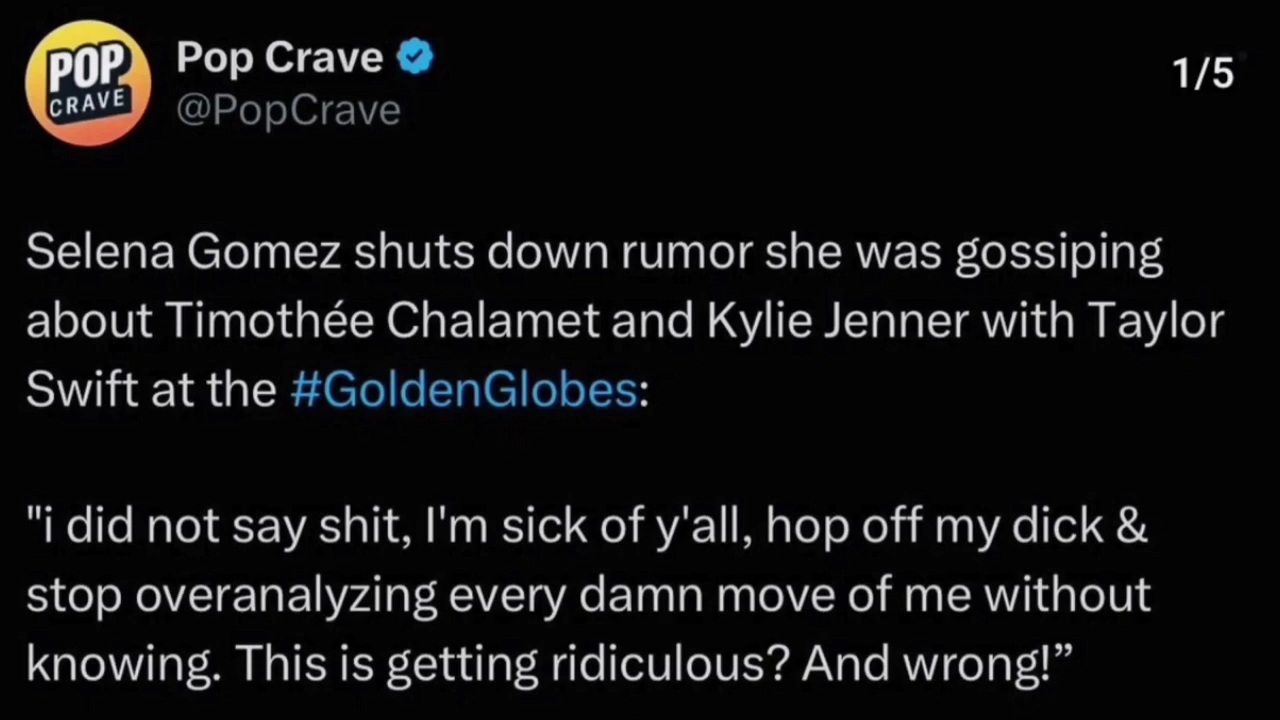 POP
CRAVE
Pop Crave
@PopCrave
1/5
Selena Gomez shuts down rumor she was gossiping
about Timothée Chalamet and Kylie Jenner with Taylor
Swift at the #GoldenGlobes:
"i did not say shit, I'm sick of y'all, hop off my dick &
stop overanalyzing every damn move of me without
knowing. This is getting ridiculous? And wrong!”